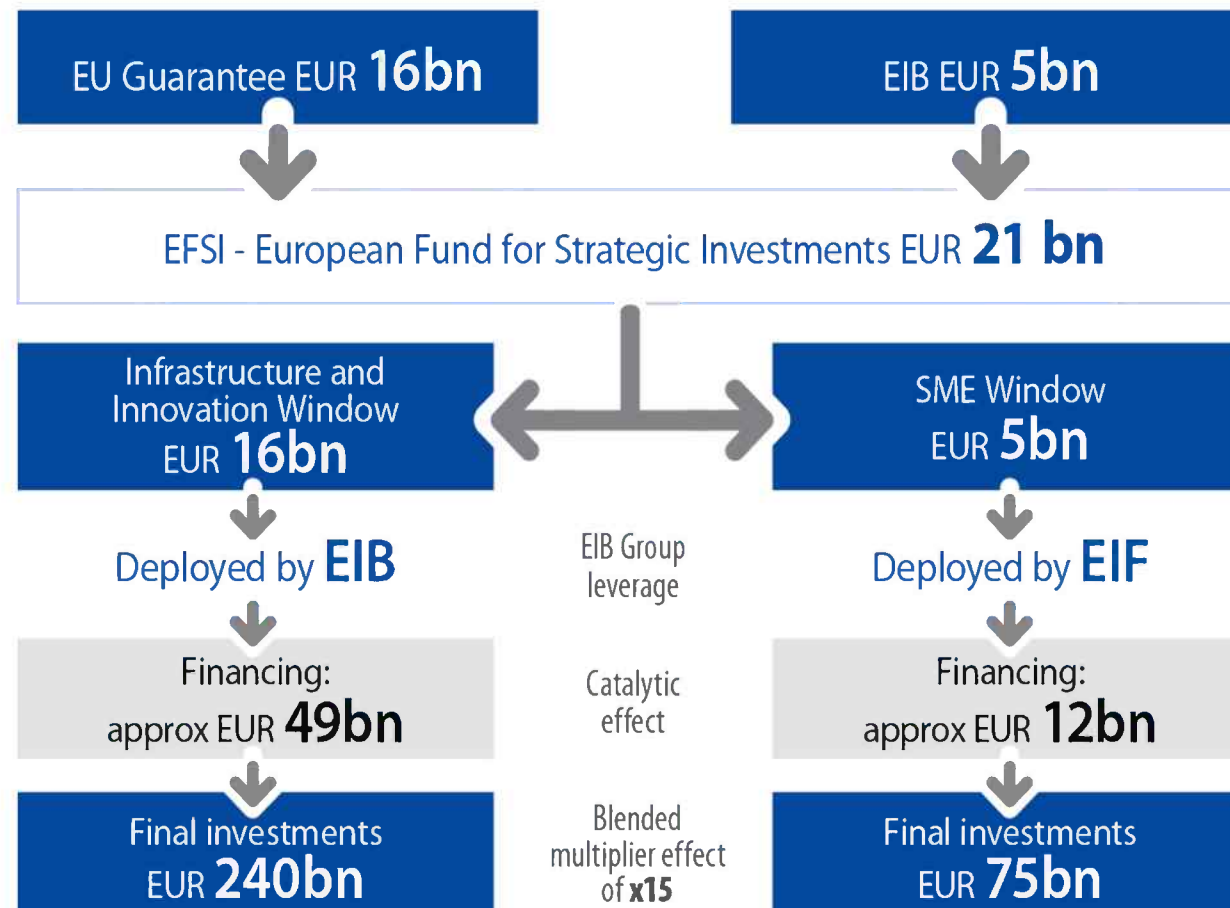 EU Guarantee EUR 16bn
EIB EUR 5bn
EFSI - European Fund for Strategic Investments EUR 21 bn
Infrastructure and
Innovation Window
EUR 16bn
SME Window
EUR 5bn
Deployed by EIB
EIB Group
leverage
Deployed by EIF
Financing:
approx EUR 49bn
Catalytic
effect
Financing:
approx EUR 12bn
Final investments
EUR 240bn
Blended
multiplier effect
of x15
Final investments
EUR 75bn